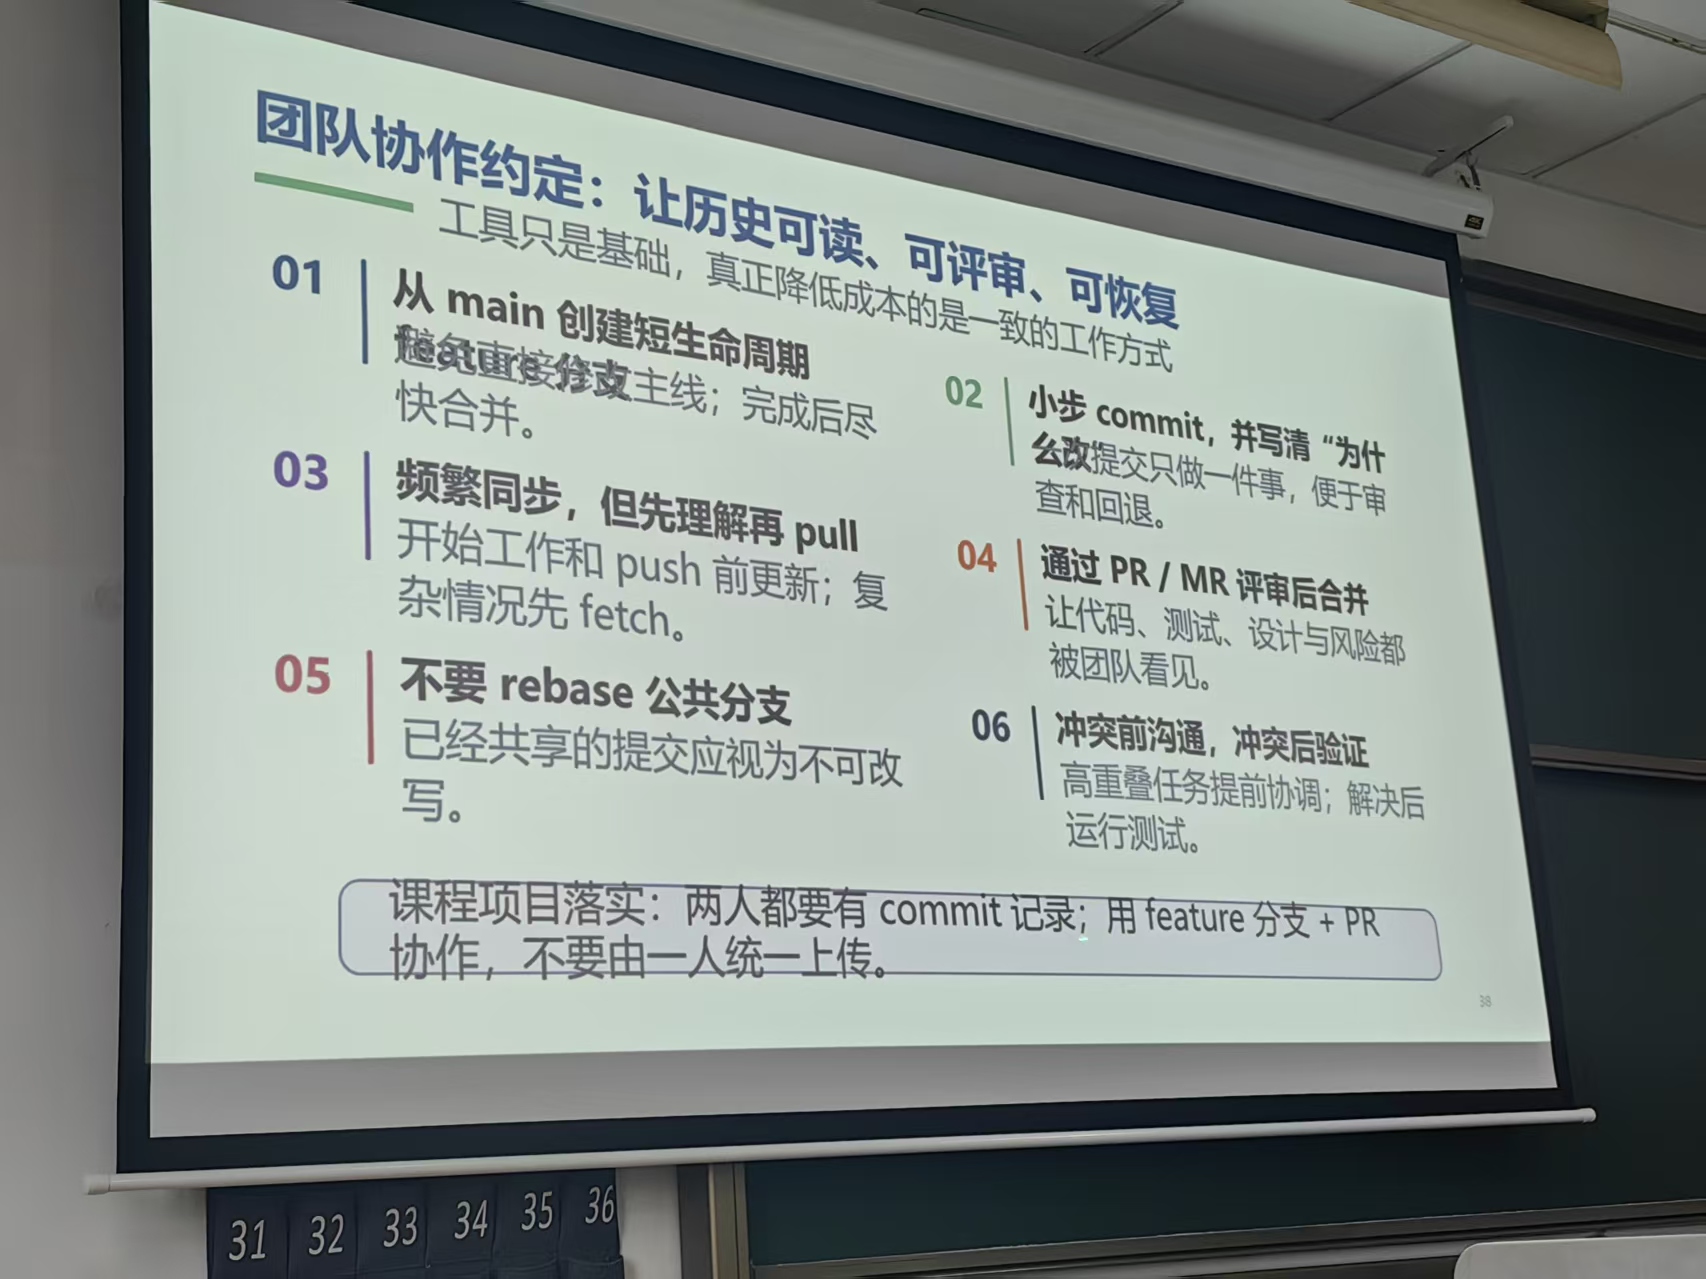 团队协作约定：让历史可读、可评审、可恢复
工具只是基础，真正降低成本的是一致的工作方式
01
从 main 创建短生命周期
feature 分支
避免直接修改主线；完成后尽
快合并。
02
小步 commit，并写清“为什
么改
提交只做一件事，便于审
查和回退。
03
频繁同步，但先理解再 pull
开始工作和 push 前更新；复
杂情况先 fetch。
04
通过 PR / MR 评审后合并
让代码、测试、设计与风险都
被团队看见。
05
不要 rebase 公共分支
已经共享的提交应视为不可改
写。
06
冲突前沟通，冲突后验证
高重叠任务提前协调；解决后
运行测试。
课程项目落实：两人都要有 commit 记录；用 feature 分支 + PR
协作，不要由一人统一上传。
38
31 32 33 34 35 36